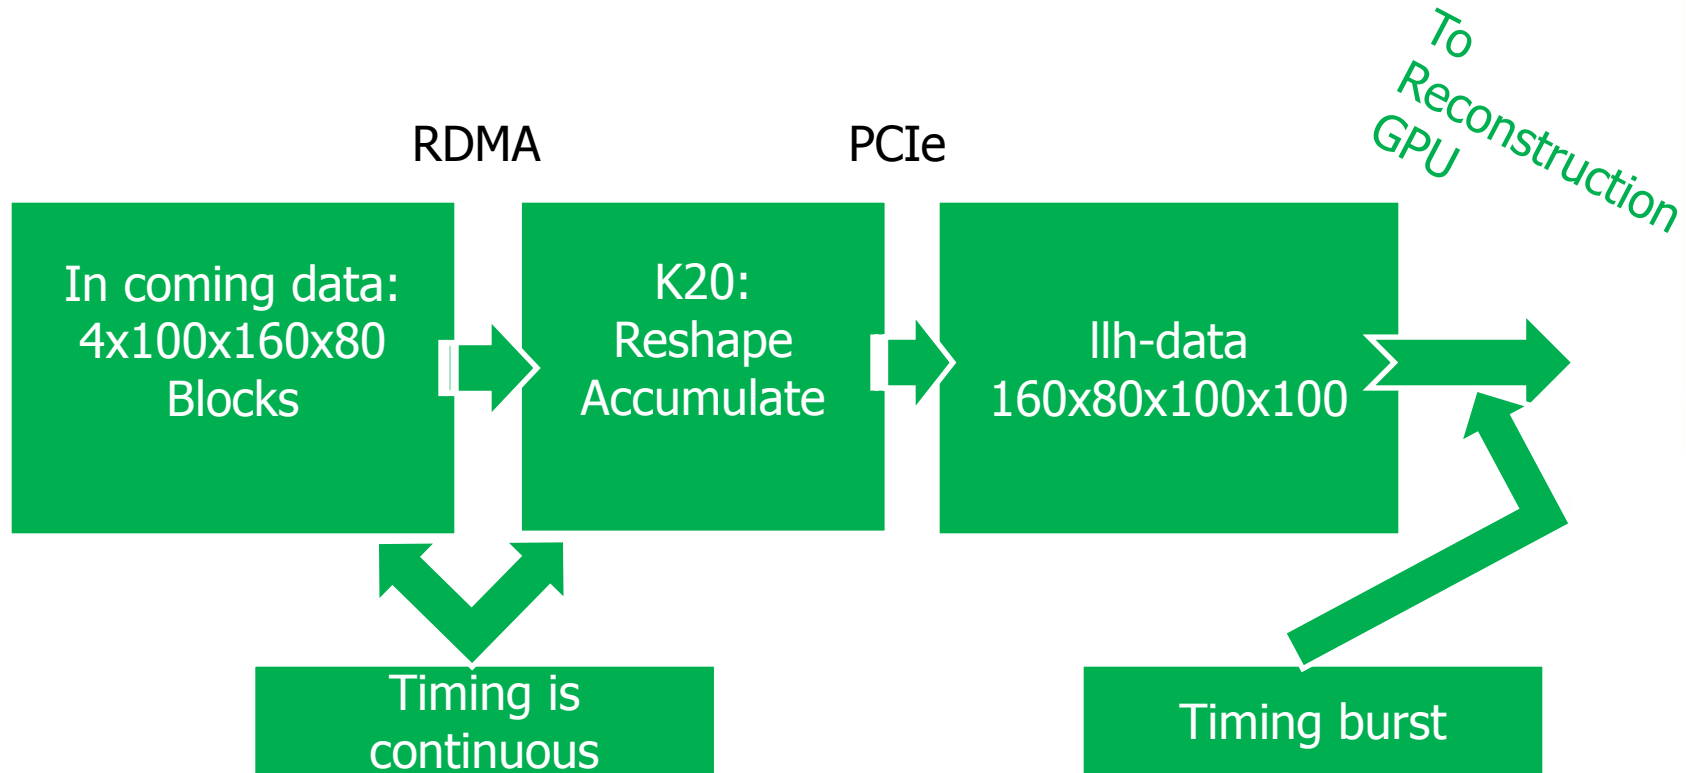 To
Reconstruction
GPU
RDMA
PCIe
In coming data:
4x100x160x80
Blocks
K20:
Reshape
Accumulate
llh-data
160x80x100x100
Timing is
continuous
Timing burst